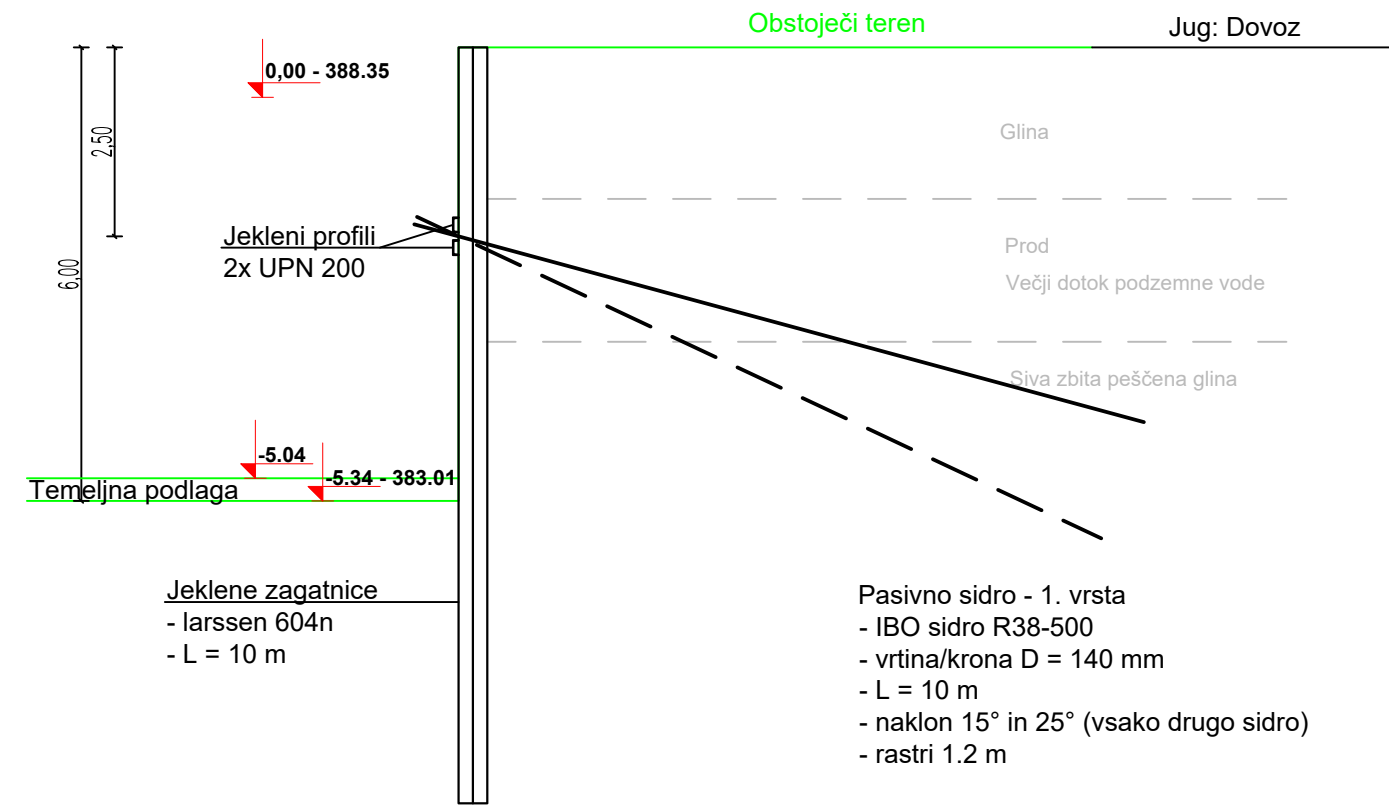 Obstoječi teren
Jug: Dovoz
0,00 - 388.35
2,50
Glina
Jekleni profili
2x UPN 200
Prod
Večji dotok podzemne vode
6,00
Siva zbita peščena glina
-5.04
-5.34 - 383.01
Temeljna podlaga
Jeklene zagatnice
- larssen 604n
- L = 10 m
Pasivno sidro - 1. vrsta
- IBO sidro R38-500
- vrtina/krona D = 140 mm
- L = 10 m
- naklon 15° in 25° (vsako drugo sidro)
- rastri 1.2 m